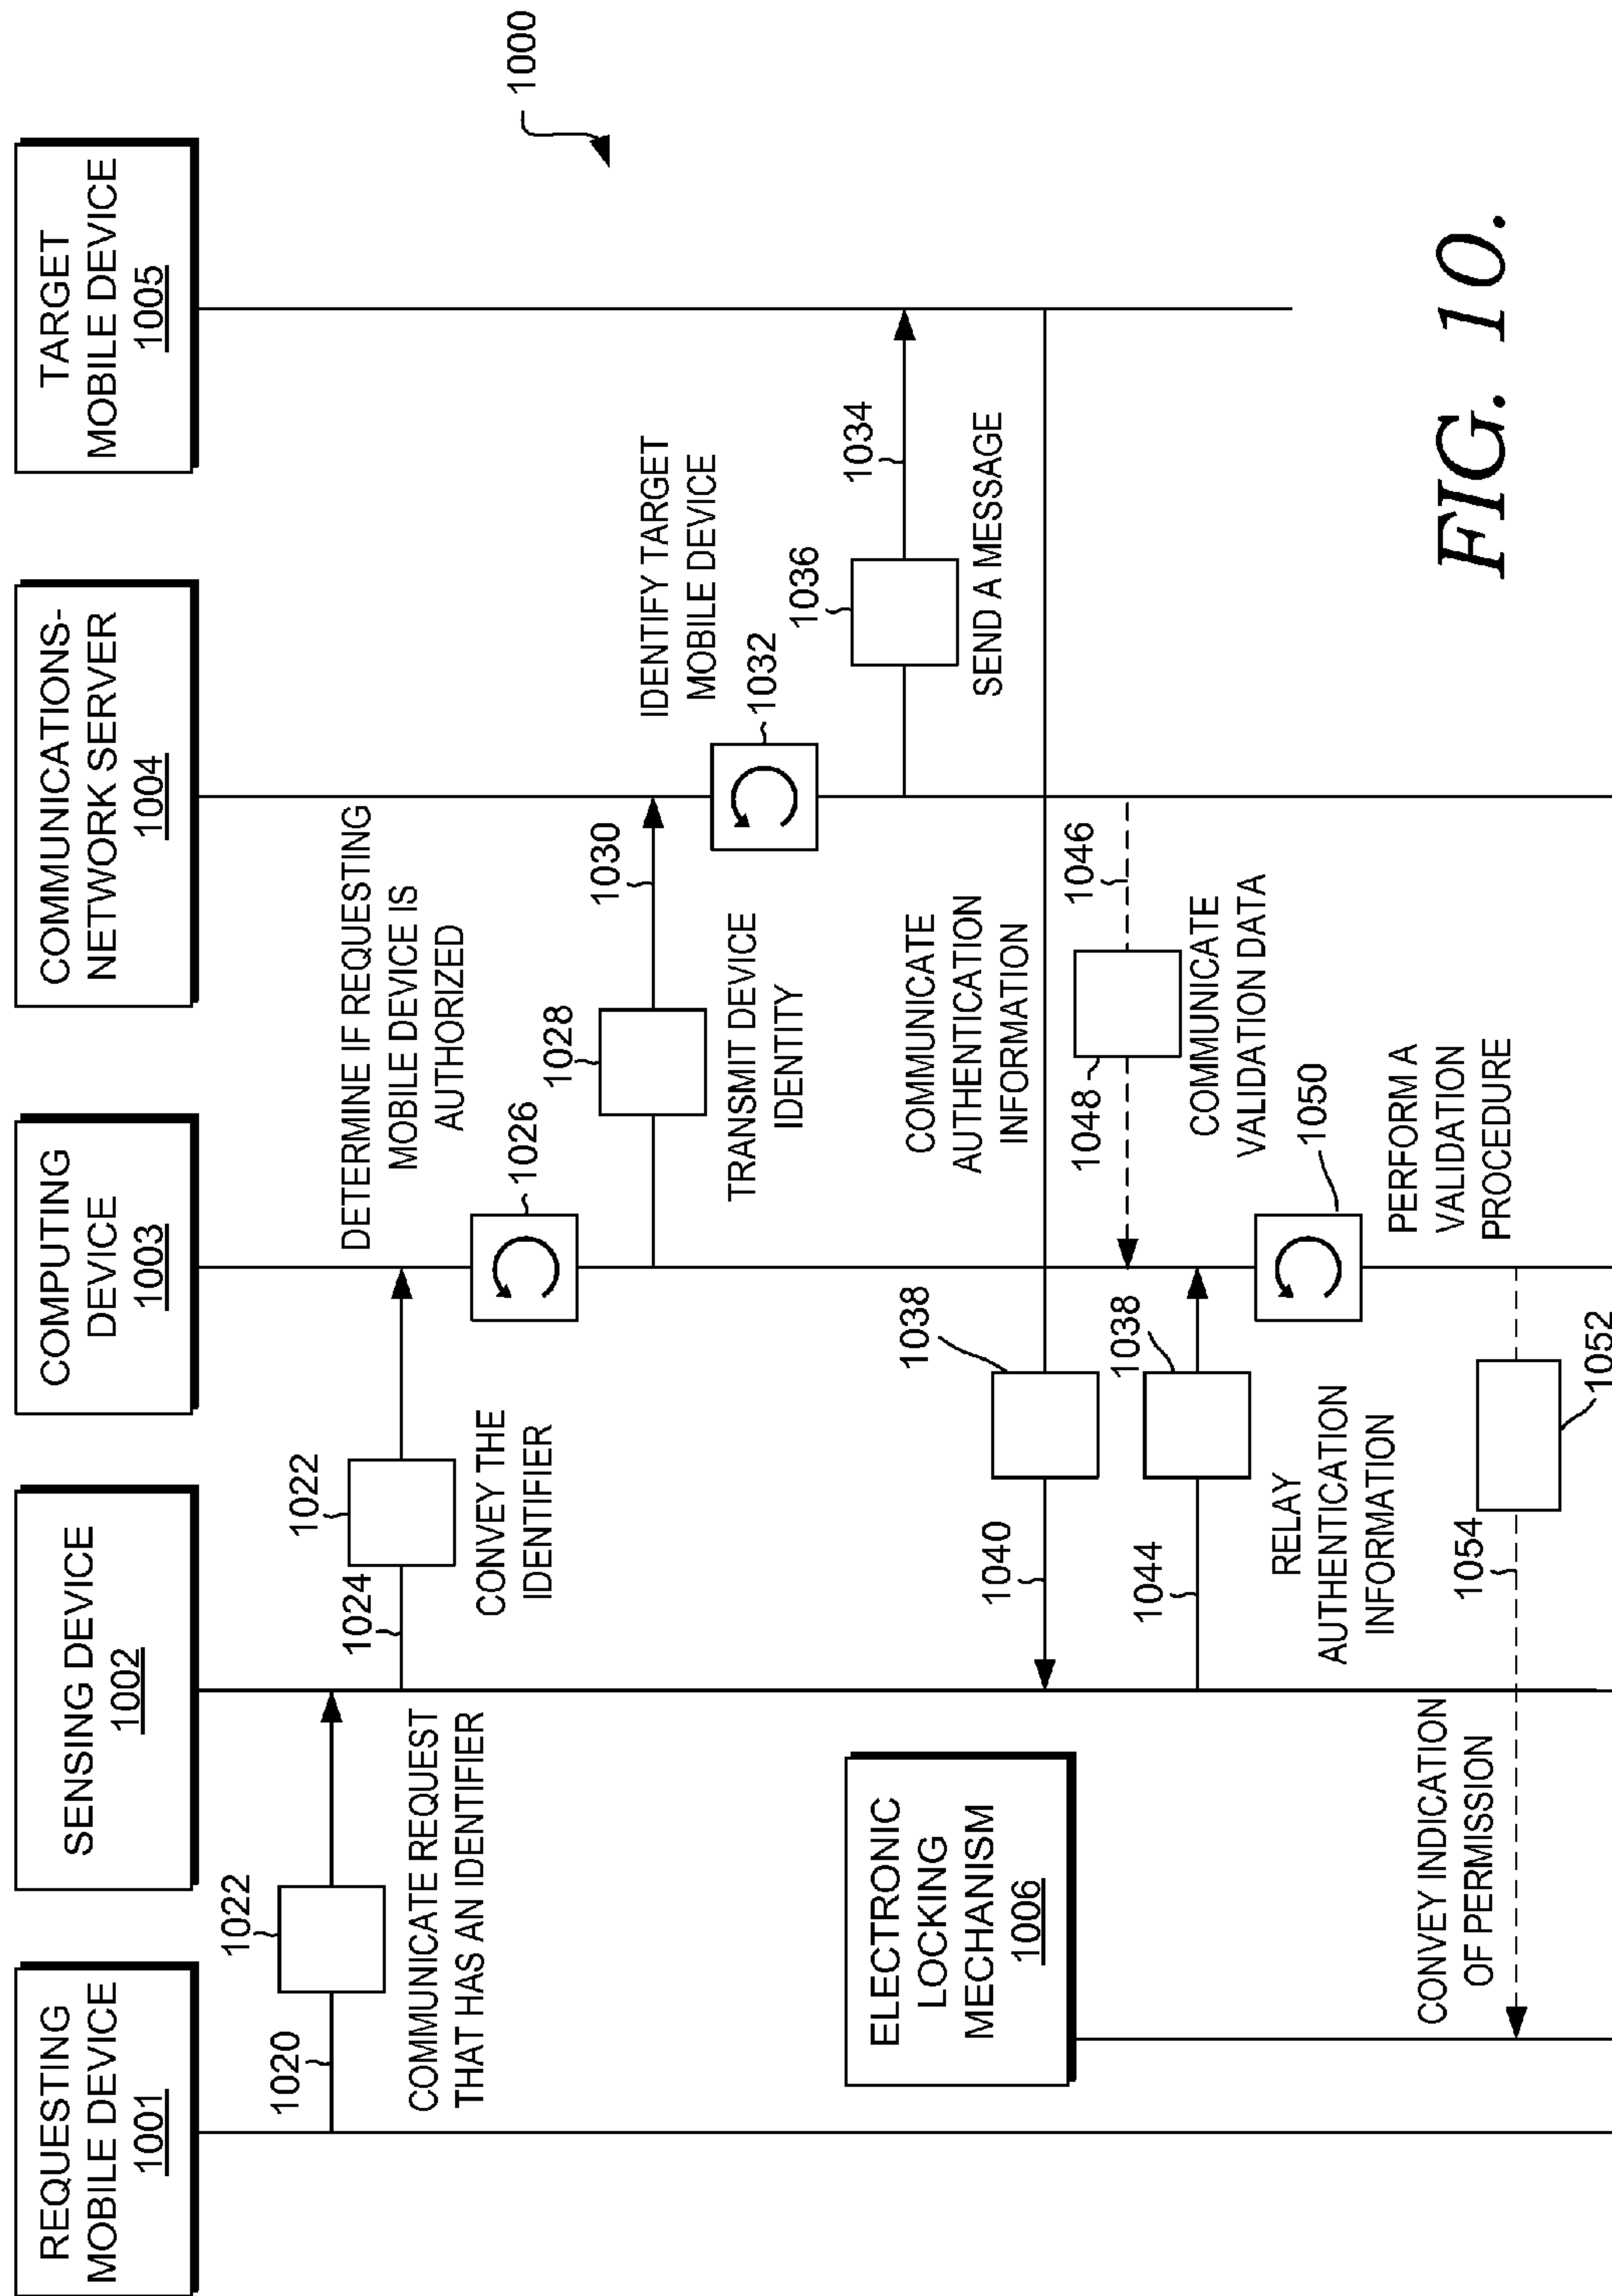 REQUESTING
MOBILE DEVICE
1001
SENSING DEVICE
1002
COMPUTING
DEVICE
1003
COMMUNICATIONS-
NETWORK SERVER
1004
TARGET
MOBILE DEVICE
1005
1000
1020
1022
COMMUNICATE REQUEST
THAT HAS AN IDENTIFIER
1024
1022
CONVEY THE
IDENTIFIER
DETERMINE IF REQUESTING
MOBILE DEVICE IS
AUTHORIZED
1026
1028
1030
TRANSMIT DEVICE
IDENTITY
IDENTIFY TARGET
MOBILE DEVICE
1032
1036
1034
SEND A MESSAGE
ELECTRONIC
LOCKING
MECHANISM
1006
COMMUNICATE
AUTHENTICATION
INFORMATION
1038
1040
1046
1048
COMMUNICATE
VALIDATION DATA
1038
1044
RELAY
AUTHENTICATION
INFORMATION
1050
PERFORM A
VALIDATION
PROCEDURE
CONVEY INDICATION
OF PERMISSION
1054
1052
FIG. 10.